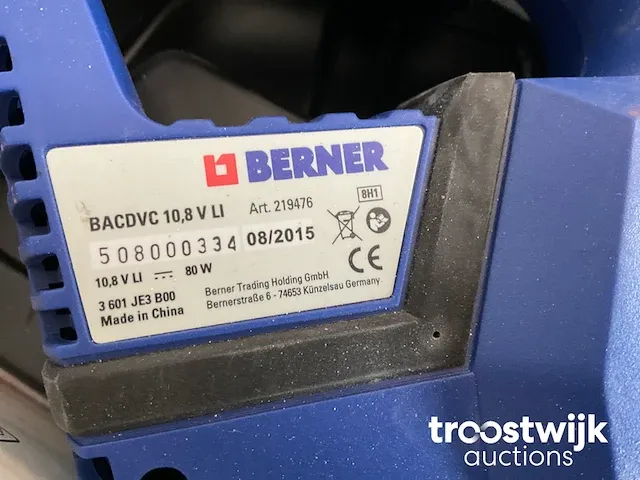 BERNER
BACDVC 10,8 V LI Art. 219476
8H1
508000334 08/2015
10,8 V LI 80 W
3 601 JE3 B00
Made in China
Berner Trading Holding GmbH
Bernerstraße 6 - 74653 Künzelsau Germany
CE
troostwijk
auctions